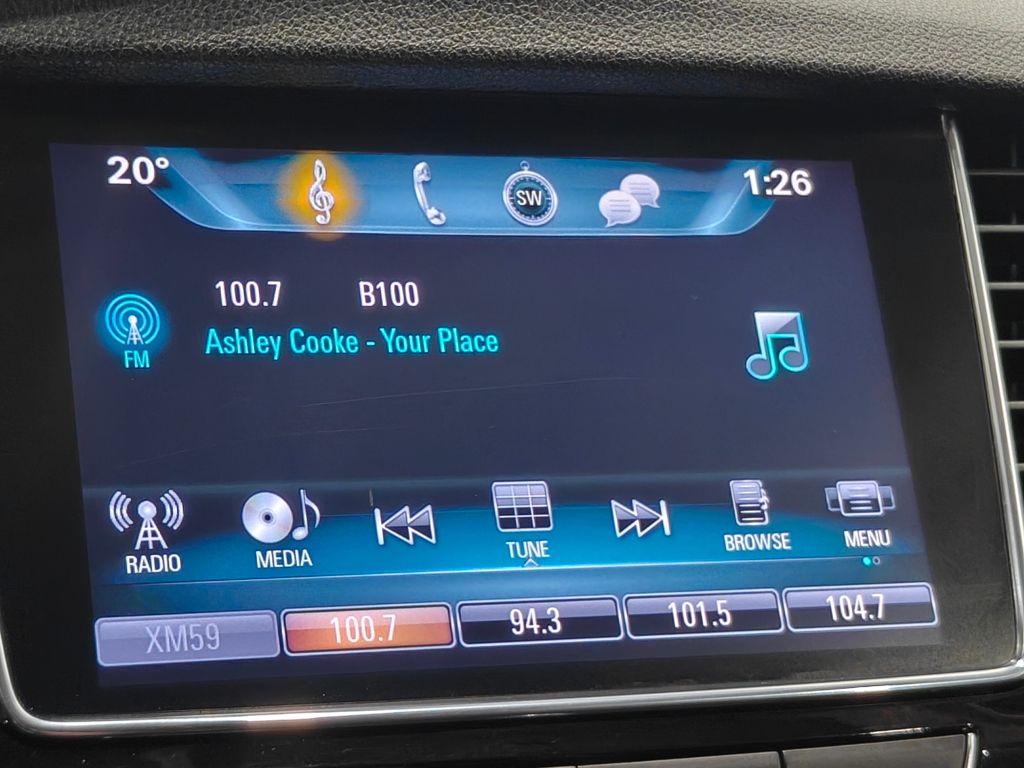 20°
SW
1:26
100.7 B100
FM
Ashley Cooke - Your Place
RADIO
MEDIA
TUNE
BROWSE
MENU
XM59
100.7
94.3
101.5
104.7